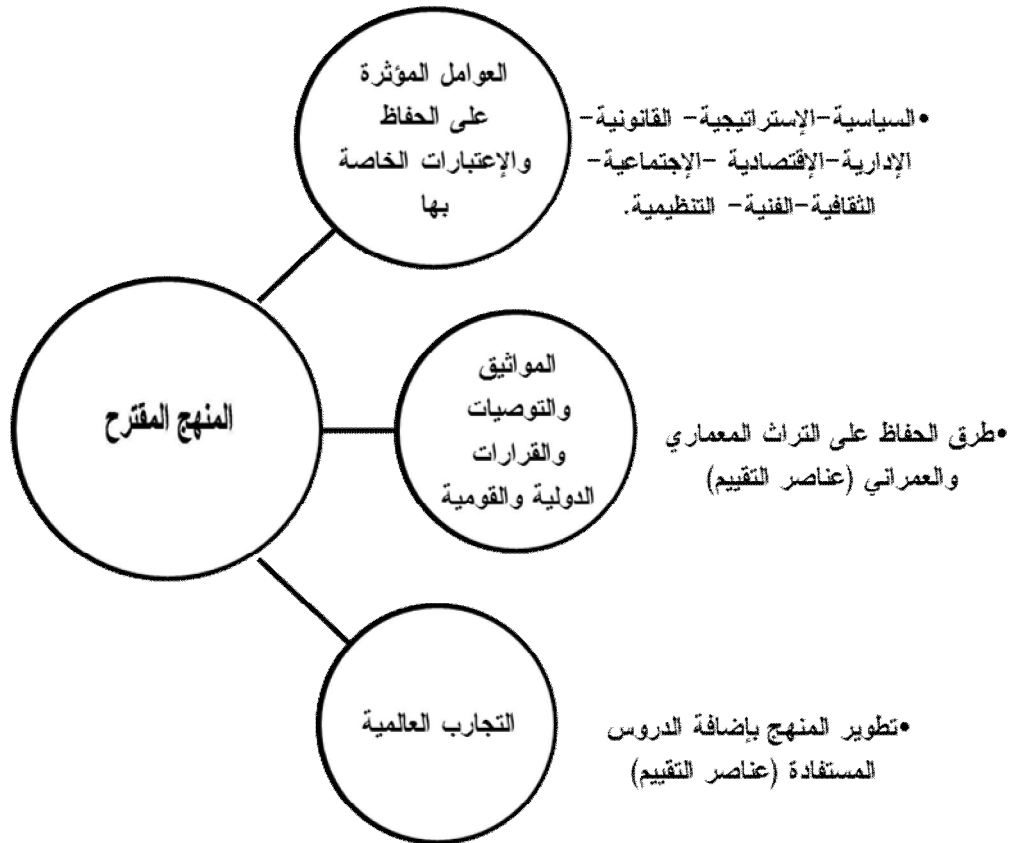 العوامل المؤثرة
على الحفاظ
والإعتبارات الخاصة
بها
•السياسية-الإستراتيجية- القانونية-
الإدارية-الإقتصادية -الإجتماعية-
الثقافية-الفنية- التنظيمية.
المنهج المقترح
المواثيق
والتوصيات
والقرارات
الدولية والقومية
•طرق الحفاظ على التراث المعماري
والعمراني (عناصر التقييم)
التجارب العالمية
•تطوير المنهج بإضافة الدروس
المستفادة (عناصر التقييم)